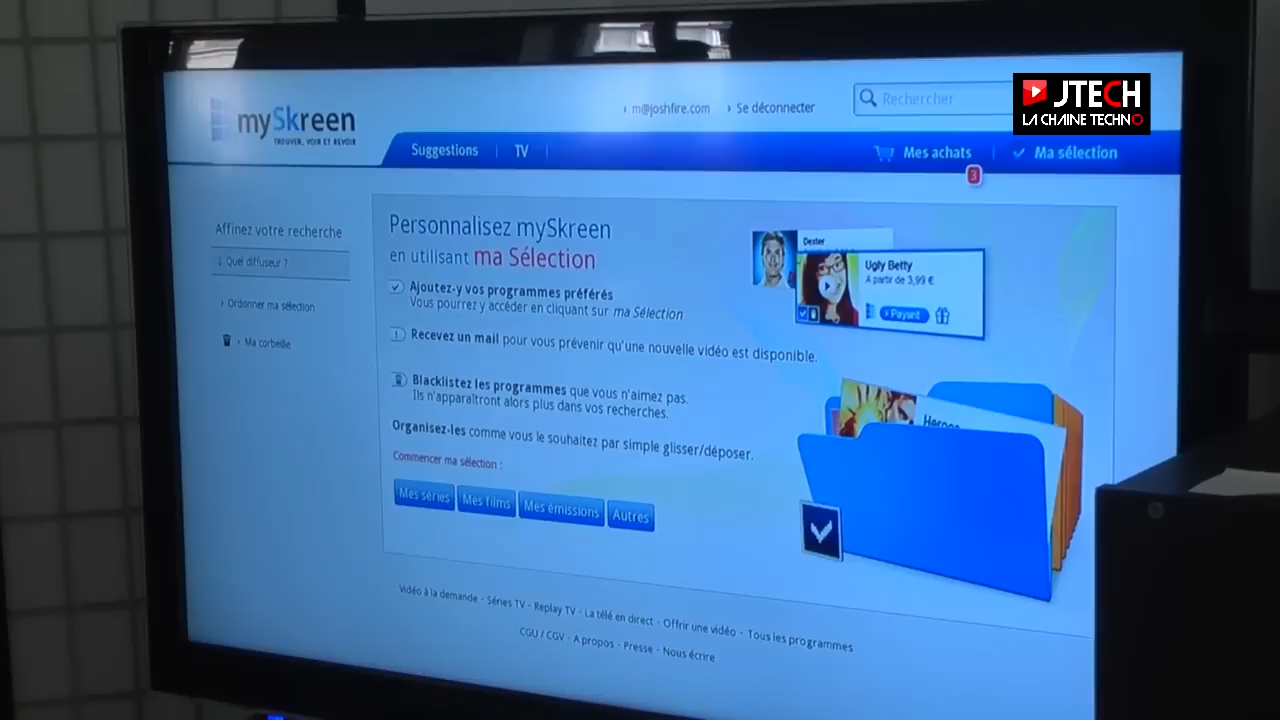 JTECH
LA CHAINE TECHNO
mySkreen
TROUVER, VOIR ET REVOIR
› m@joshfire.com › Se déconnecter
Rechercher
Suggestions | TV |
Mes achats | Ma sélection
3
Affinez votre recherche
Quel diffuseur ?
› Ordonner ma sélection
› Ma corbeille
Personnalisez mySkreen
en utilisant ma Sélection
Ajoutez-y vos programmes préférés
Vous pourrez y accéder en cliquant sur ma Sélection
Recevez un mail pour vous prévenir qu'une nouvelle vidéo est disponible.
Blacklistez les programmes que vous n'aimez pas.
Ils n'apparaîtront alors plus dans vos recherches.
Organisez-les comme vous le souhaitez par simple glisser/déposer.
Commencer ma sélection :
Mes séries Mes films Mes émissions Autres
Dexter
Ugly Betty
A partir de 3,99 €
› Payant
Heroes
Vidéo à la demande - Séries TV - Replay TV - La télé en direct - Offrir une vidéo - Tous les programmes
CGU / CGV - A propos - Presse - Nous écrire